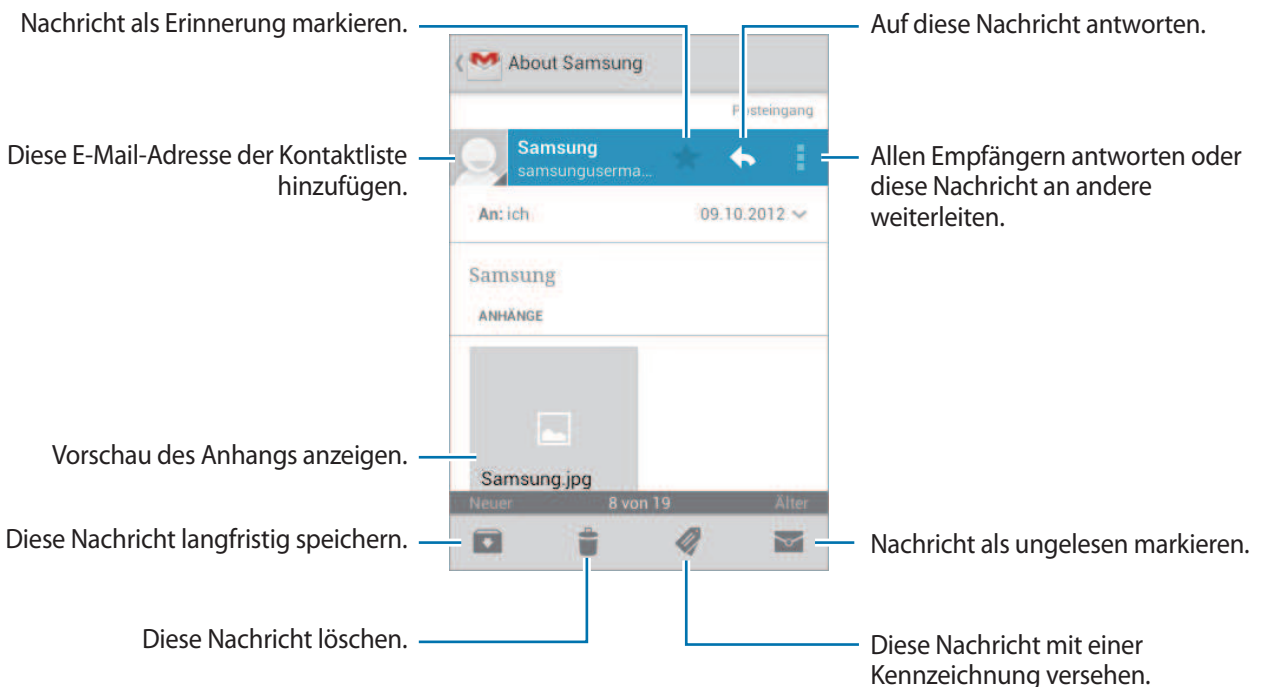 Nachricht als Erinnerung markieren.
Auf diese Nachricht antworten.
About Samsung
Posteingang
Diese E-Mail-Adresse der Kontaktliste
hinzufügen.
Samsung
samsunguserma...
Allen Empfängern antworten oder
diese Nachricht an andere
weiterleiten.
An: ich
09.10.2012
Samsung
ANHÄNGE
Vorschau des Anhangs anzeigen.
Samsung.jpg
Neuer
8 von 19
Älter
Diese Nachricht langfristig speichern.
Nachricht als ungelesen markieren.
Diese Nachricht löschen.
Diese Nachricht mit einer
Kennzeichnung versehen.